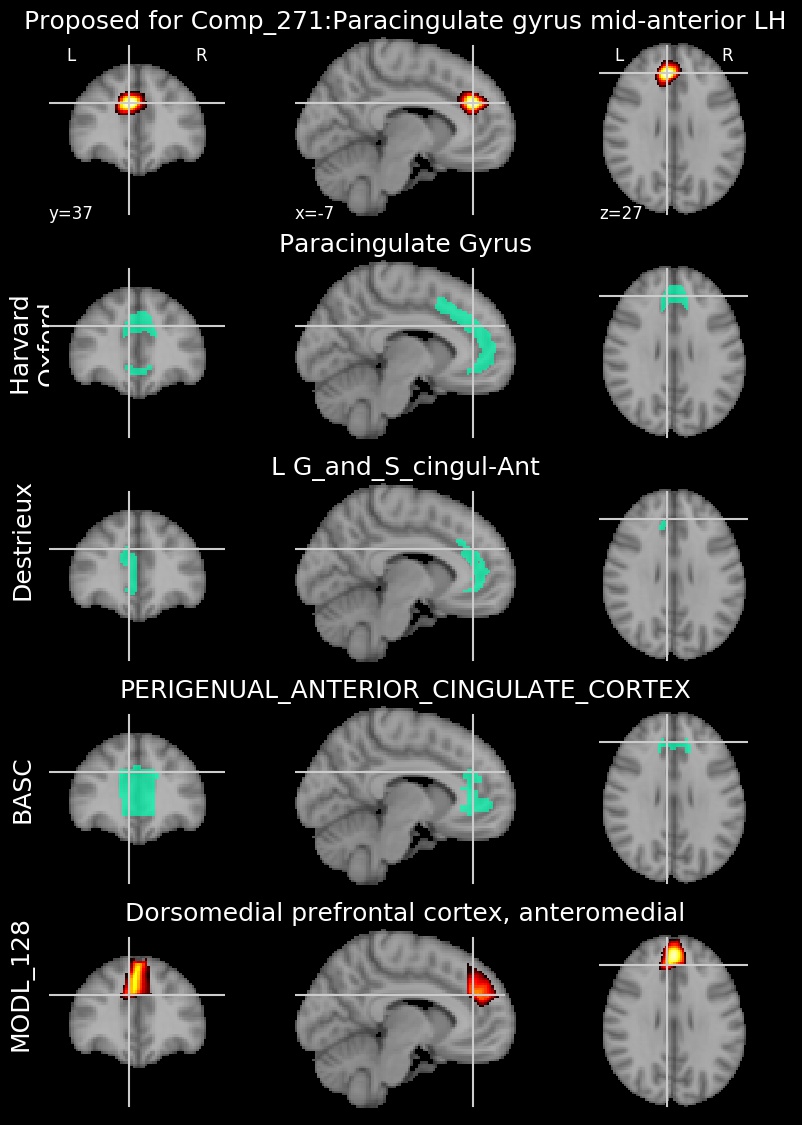 Proposed for Comp_271:Paracingulate gyrus mid-anterior LH
L R L R
y=37 x=-7 z=27
Paracingulate Gyrus
Harvard
Oxford
L G_and_S_cingul-Ant
Destrieux
PERIGENUAL_ANTERIOR_CINGULATE_CORTEX
BASC
Dorsomedial prefrontal cortex, anteromedial
MODL_128